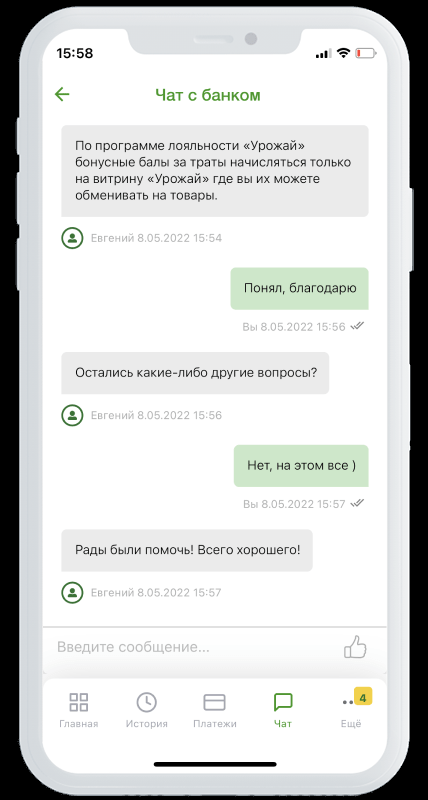 15:58
Чат с банком
По программе лояльности «Урожай»
бонусные балы за траты начисляться только
на витрину «Урожай» где вы их можете
обменивать на товары.
Евгений 8.05.2022 15:54
Понял, благодарю
Вы 8.05.2022 15:56
Остались какие-либо другие вопросы?
Евгений 8.05.2022 15:56
Нет, на этом все )
Вы 8.05.2022 15:57
Рады были помочь! Всего хорошего!
Евгений 8.05.2022 15:57
Введите сообщение...
4
Главная История Платежи Чат Ещё